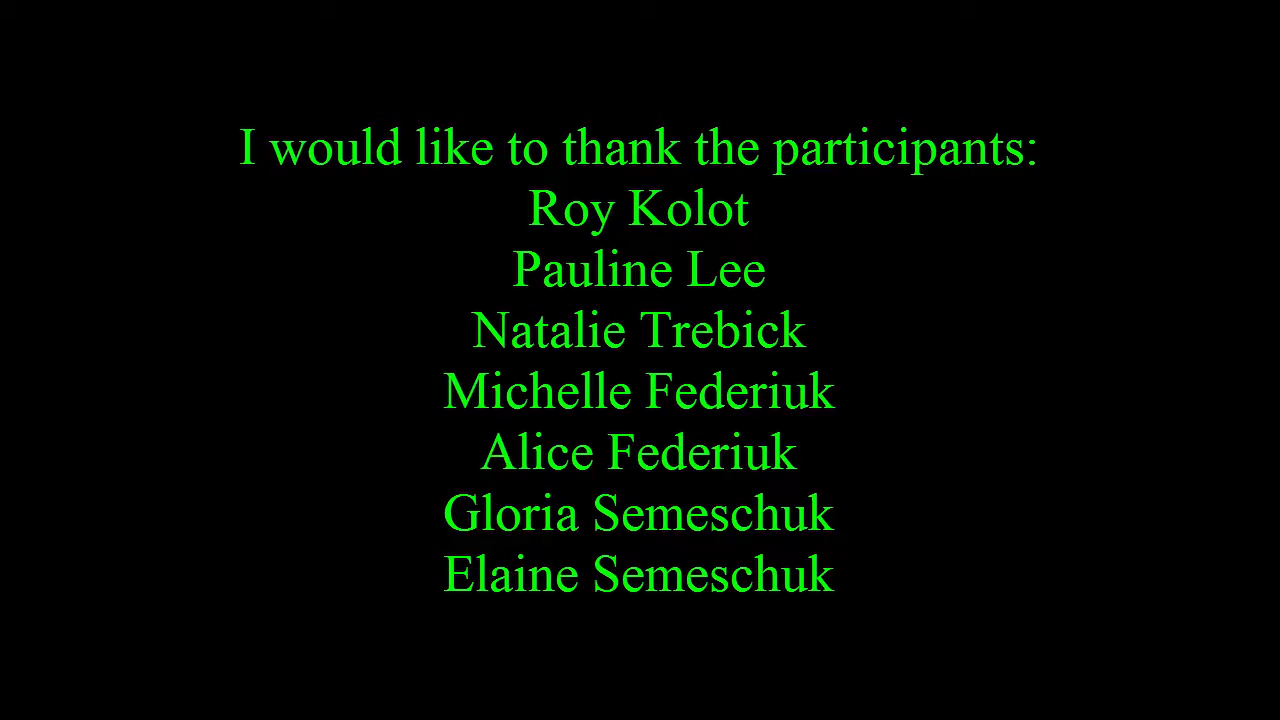 I would like to thank the participants:
Roy Kolot
Pauline Lee
Natalie Trebick
Michelle Federiuk
Alice Federiuk
Gloria Semeschuk
Elaine Semeschuk